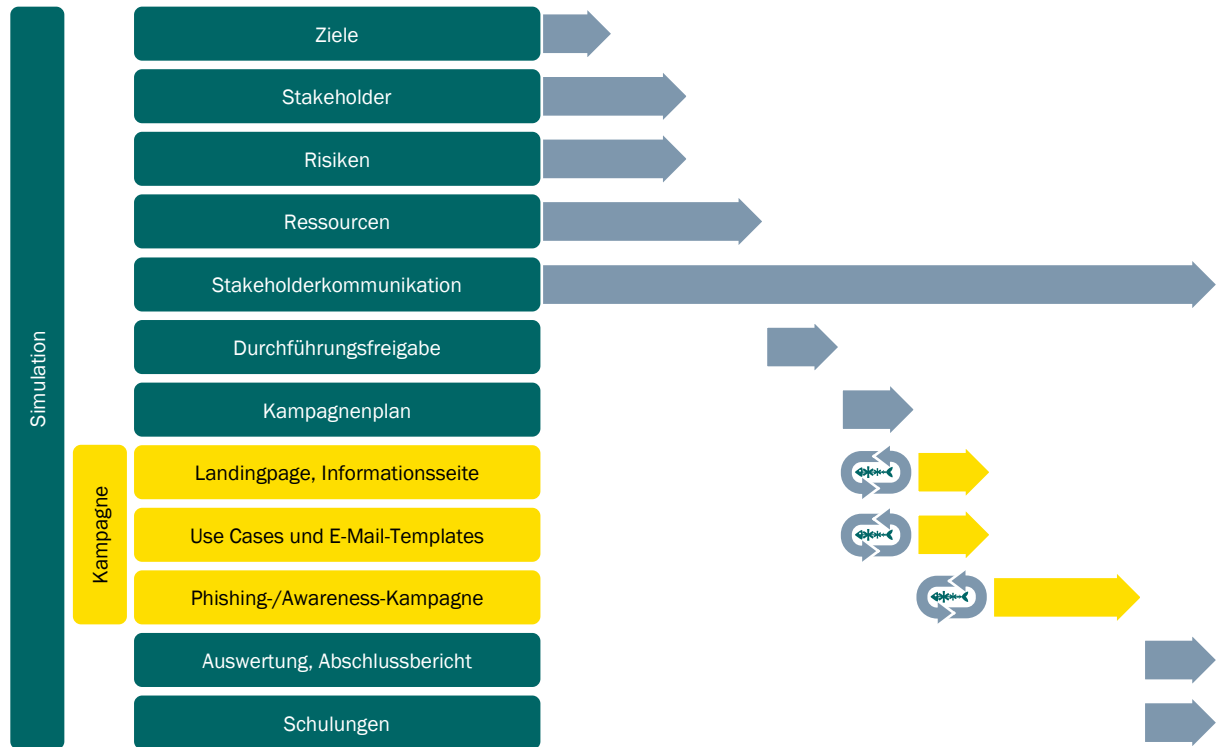 Simulation
Ziele
Stakeholder
Risiken
Ressourcen
Stakeholderkommunikation
Durchführungsfreigabe
Kampagnenplan
Kampagne
Landingpage, Informationsseite
Use Cases und E-Mail-Templates
Phishing-/Awareness-Kampagne
Auswertung, Abschlussbericht
Schulungen